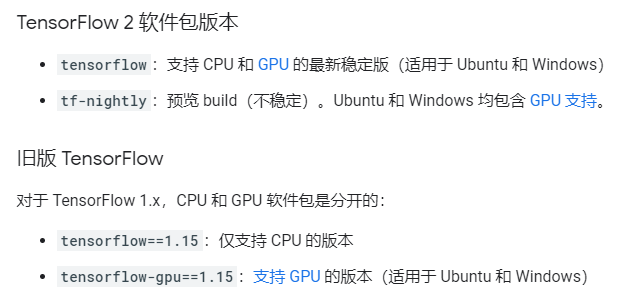 TensorFlow 2 软件包版本
tensorflow：支持 CPU 和 GPU 的最新稳定版（适用于 Ubuntu 和 Windows）
tf-nightly：预览 build（不稳定）。Ubuntu 和 Windows 均包含 GPU 支持。
旧版 TensorFlow
对于 TensorFlow 1.x，CPU 和 GPU 软件包是分开的：
tensorflow==1.15：仅支持 CPU 的版本
tensorflow-gpu==1.15：支持 GPU 的版本（适用于 Ubuntu 和 Windows）